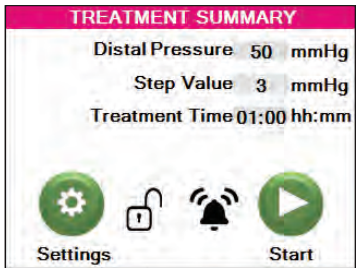 TREATMENT SUMMARY
Distal Pressure 50 mmHg
Step Value 3 mmHg
Treatment Time 01:00 hh:mm
Settings Start